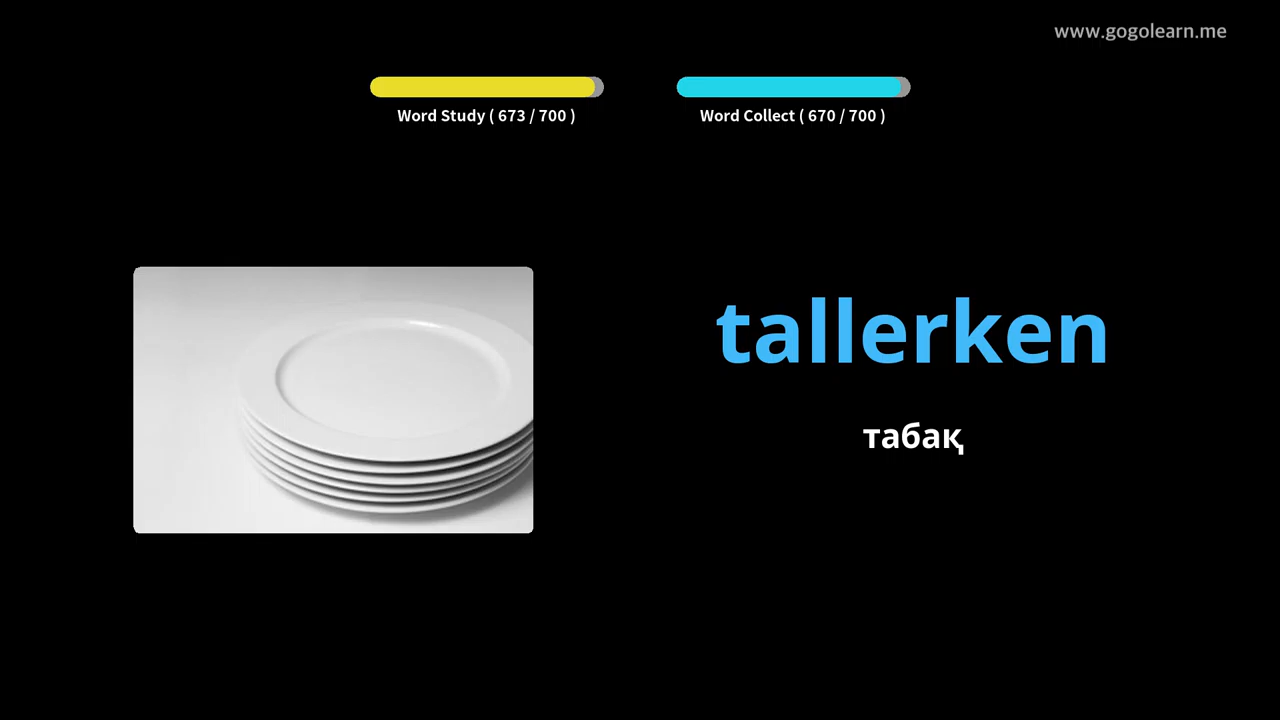 www.gogolearn.me
Word Study ( 673 / 700 )
Word Collect ( 670 / 700 )
tallerken
табақ